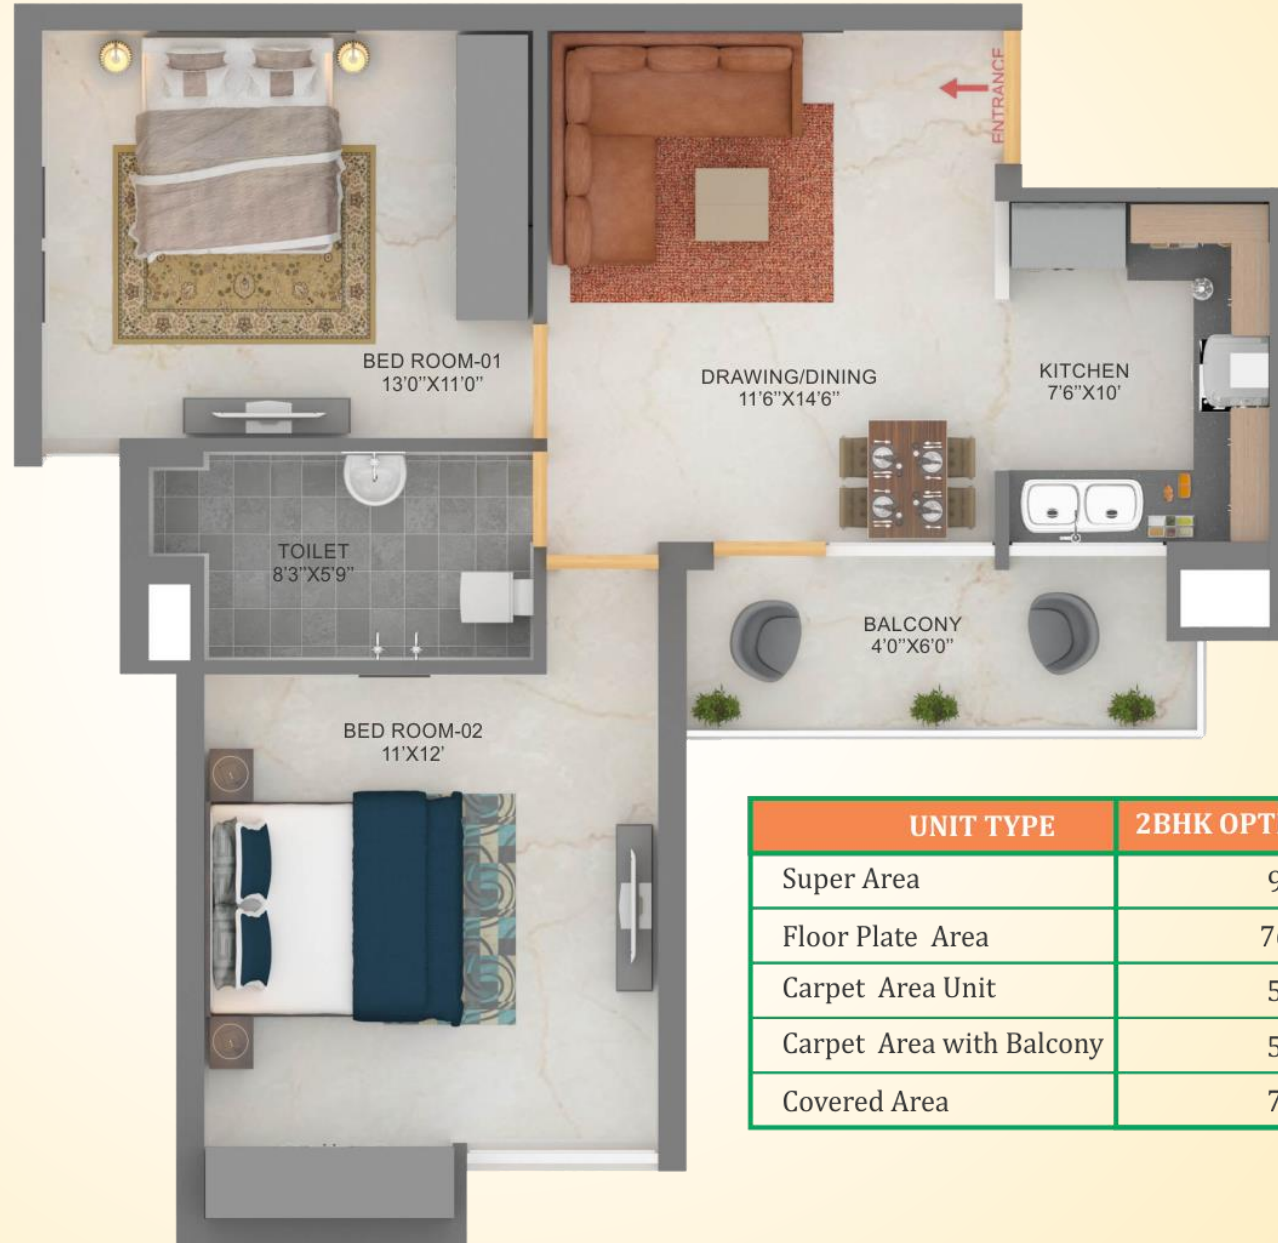 ENTRANCE
BED ROOM-01
13'0”X11'0”
DRAWING/DINING
11'6”X14'6”
KITCHEN
7'6”X10'
TOILET
8'3”X5'9”
BALCONY
4'0”X6'0”
BED ROOM-02
11'X12'
UNIT TYPE 2BHK
Super Area
Floor Plate Area
Carpet Area Unit
Carpet Area with Balcony
Covered Area